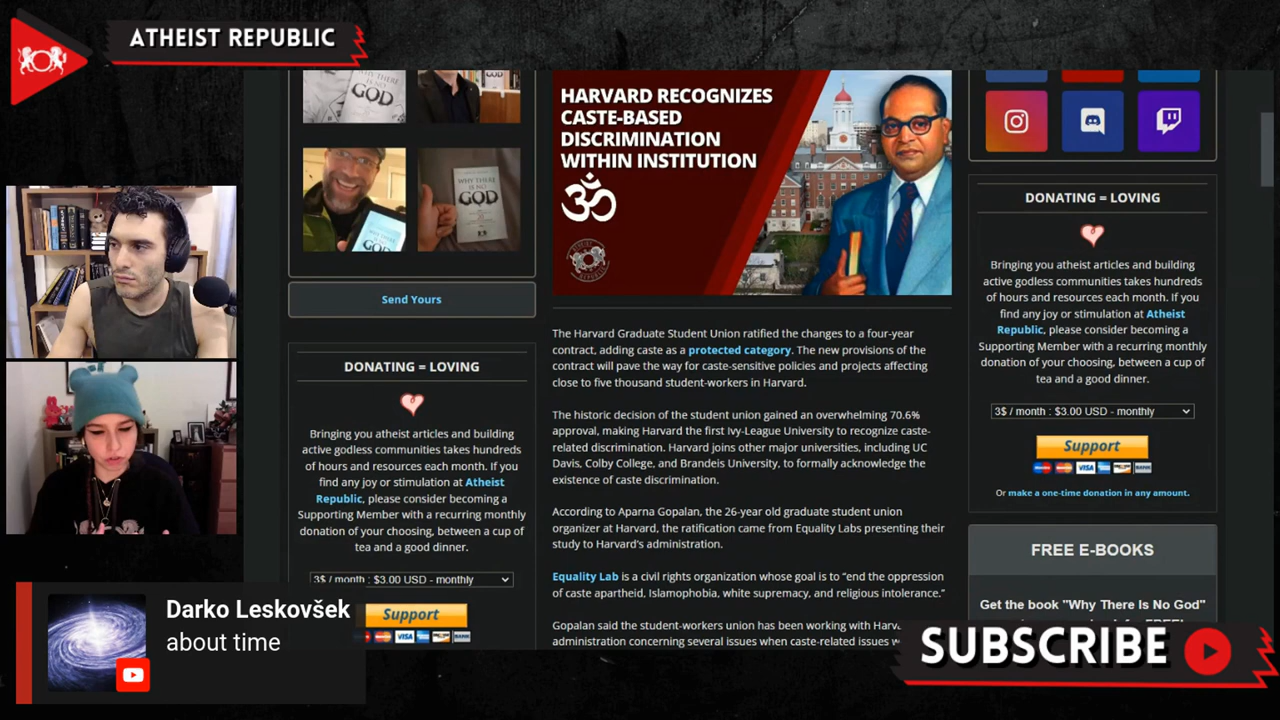 ATHEIST REPUBLIC
GOD
WHY THERE
IS NO
GOD
Send Yours
DONATING = LOVING
Bringing you atheist articles and building
active godless communities takes hundreds
of hours and resources each month. If you
find any joy or stimulation at Atheist
Republic, please consider becoming a
Supporting Member with a recurring monthly
donation of your choosing, between a cup of
tea and a good dinner.
3$ / month : $3.00 USD - monthly
Support
VISA
BANK
HARVARD RECOGNIZES
CASTE-BASED
DISCRIMINATION
WITHIN INSTITUTION
ॐ
The Harvard Graduate Student Union ratified the changes to a four-year
contract, adding caste as a protected category. The new provisions of the
contract will pave the way for caste-sensitive policies and projects affecting
close to five thousand student-workers in Harvard.
The historic decision of the student union gained an overwhelming 70.6%
approval, making Harvard the first Ivy-League University to recognize caste-
related discrimination. Harvard joins other major universities, including UC
Davis, Colby College, and Brandeis University, to formally acknowledge the
existence of caste discrimination.
According to Aparna Gopalan, the 26-year old graduate student union
organizer at Harvard, the ratification came from Equality Labs presenting their
study to Harvard's administration.
Equality Lab is a civil rights organization whose goal is to “end the oppression
of caste apartheid, Islamophobia, white supremacy, and religious intolerance.”
Gopalan said the student-workers union has been working with
administration concerning several issues when caste-related issues
DONATING = LOVING
Bringing you atheist articles and building
active godless communities takes hundreds
of hours and resources each month. If you
find any joy or stimulation at Atheist
Republic, please consider becoming a
Supporting Member with a recurring monthly
donation of your choosing, between a cup of
tea and a good dinner.
3$ / month : $3.00 USD - monthly
Support
VISA
BANK
Or make a one-time donation in any amount.
FREE E-BOOKS
Get the book "Why There Is No God"
Darko Leskovšek
about time
SUBSCRIBE